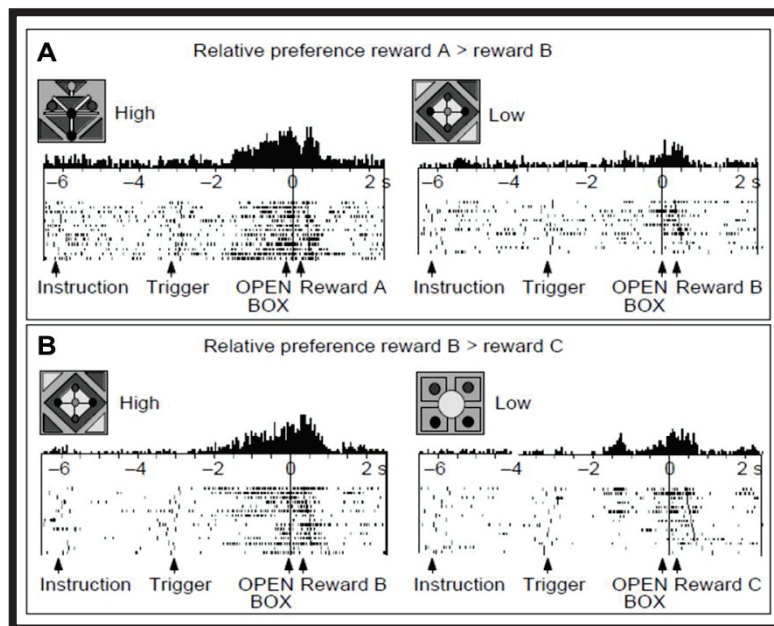 A
Relative preference reward A > reward B
High
Low
−6 −4 −2 0 2 s
−6 −4 −2 0 2 s
Instruction Trigger OPEN BOX Reward A
Instruction Trigger OPEN BOX Reward B
B
Relative preference reward B > reward C
High
Low
−6 −4 −2 0 2 s
−6 −4 −2 0 2 s
Instruction Trigger OPEN BOX Reward B
Instruction Trigger OPEN BOX Reward C